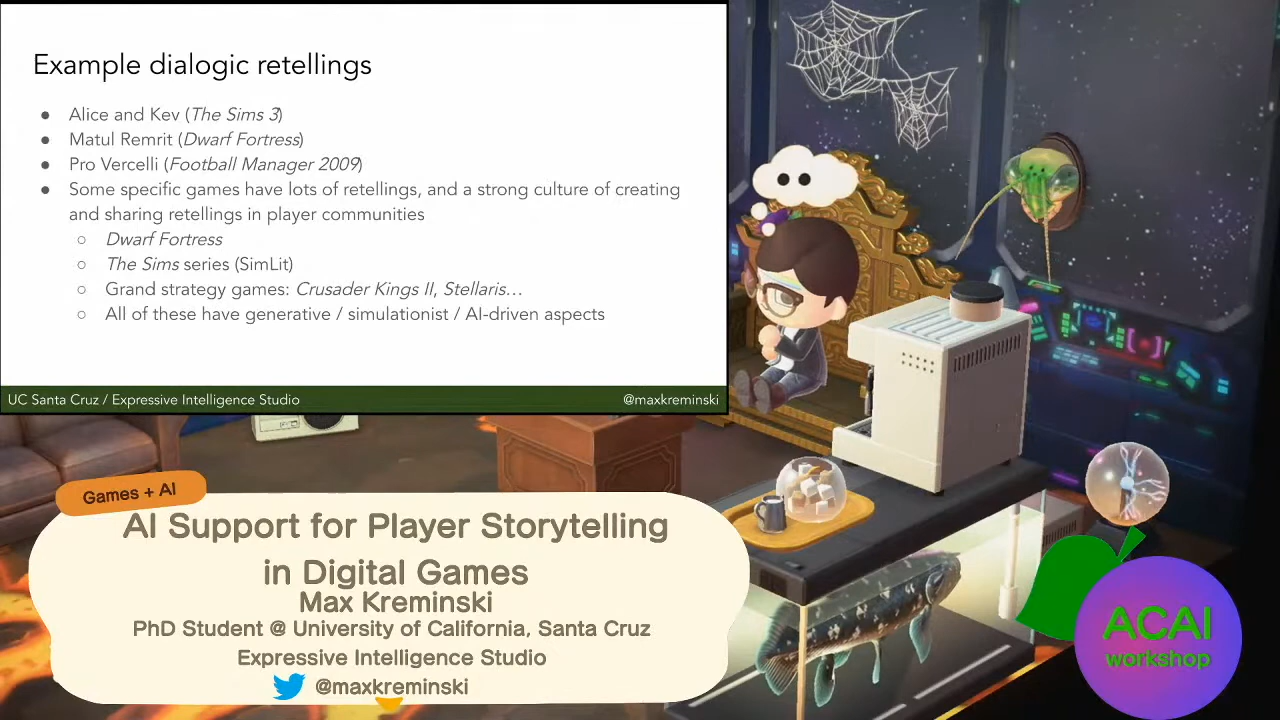 Example dialogic retellings
● Alice and Kev (The Sims 3)
● Matul Remrit (Dwarf Fortress)
● Pro Vercelli (Football Manager 2009)
● Some specific games have lots of retellings, and a strong culture of creating
and sharing retellings in player communities
○ Dwarf Fortress
○ The Sims series (SimLit)
○ Grand strategy games: Crusader Kings II, Stellaris…
○ All of these have generative / simulationist / AI-driven aspects
UC Santa Cruz / Expressive Intelligence Studio
@maxkreminski
Games + AI
AI Support for Player Storytelling
in Digital Games
Max Kreminski
PhD Student @ University of California, Santa Cruz
Expressive Intelligence Studio
@maxkreminski
ACAI
workshop